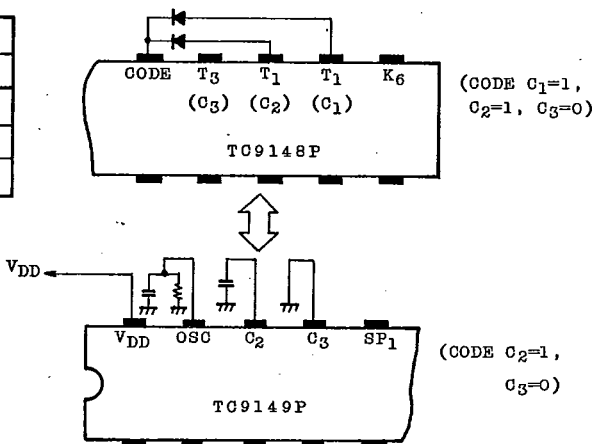 CODE T3 T1 T1 K6
(C3) (C2) (C1)
TC9148P
(CODE C1=1,
C2=1, C3=0)
VDD
VDD OSC C2 C3 SP1
TC9149P
(CODE C2=1,
C3=0)